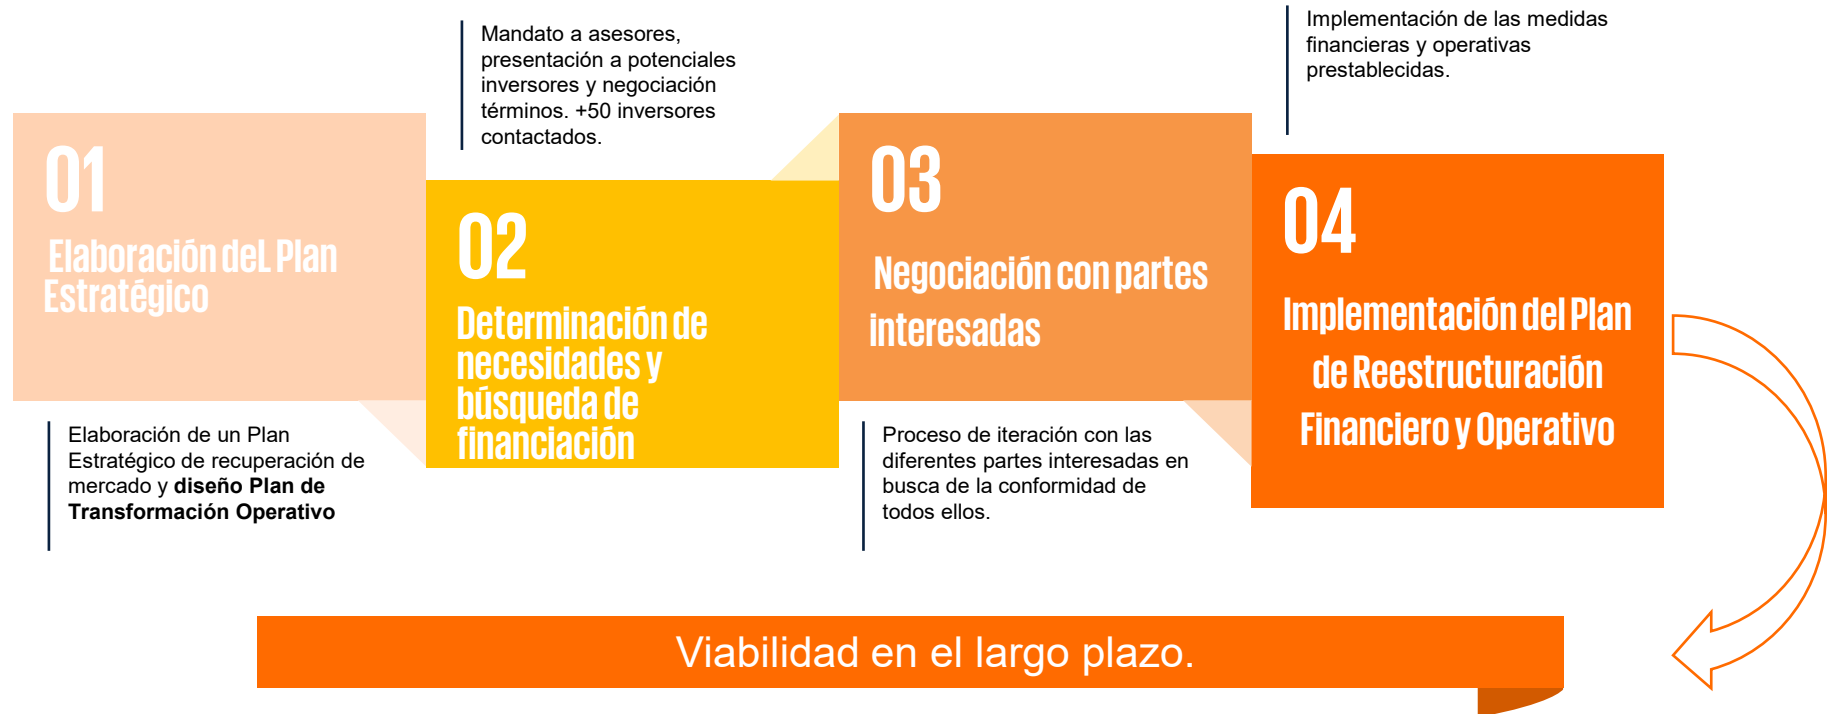 01
Elaboración deL Plan
Estratégico
Elaboración de un Plan
Estratégico de recuperación de
mercado y diseño Plan de
Transformación Operativo
Mandato a asesores,
presentación a potenciales
inversores y negociación
términos. +50 inversores
contactados.
02
Determinación de
necesidades y
búsqueda de
financiación
03
Negociación con partes
interesadas
Proceso de iteración con las
diferentes partes interesadas en
busca de la conformidad de
todos ellos.
Implementación de las medidas
financieras y operativas
prestablecidas.
04
Implementación del Plan
de Reestructuración
Financiero y Operativo
Viabilidad en el largo plazo.